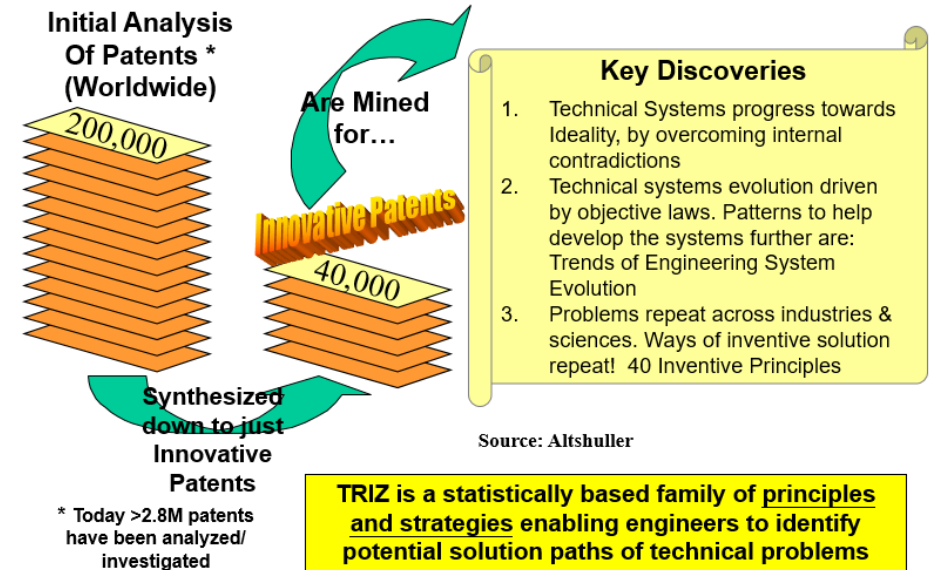 Initial Analysis
Of Patents *
(Worldwide)
200,000
Synthesized
down to just
Innovative
Patents
* Today >2.8M patents
have been analyzed/
investigated
Innovative Patents
40,000
Are Mined
for…
Key Discoveries
1. Technical Systems progress towards
Ideality, by overcoming internal
contradictions
2. Technical systems evolution driven
by objective laws. Patterns to help
develop the systems further are:
Trends of Engineering System
Evolution
3. Problems repeat across industries &
sciences. Ways of inventive solution
repeat! 40 Inventive Principles
Source: Altshuller
TRIZ is a statistically based family of principles
and strategies enabling engineers to identify
potential solution paths of technical problems